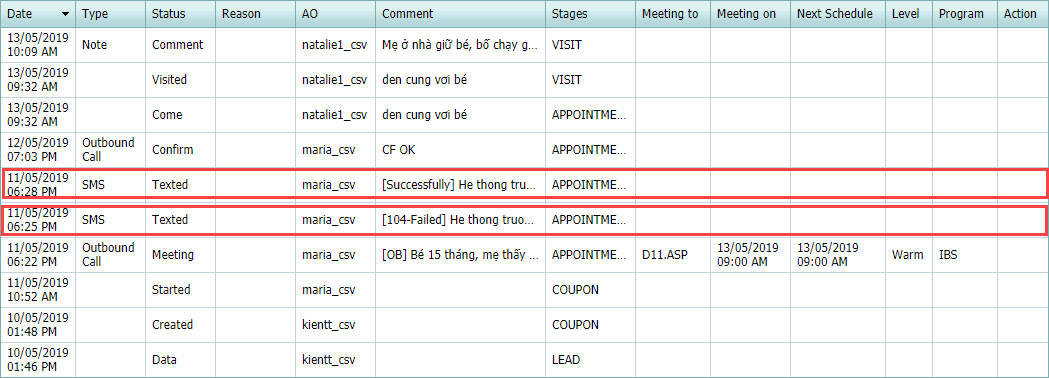 Date Type Status Reason AO Comment Stages Meeting to Meeting on Next Schedule Level Program Action
13/05/2019 10:09 AM Note Comment natalie1_csv Mẹ ở nhà giữ bé, bố chạy g... VISIT
13/05/2019 09:32 AM Visited natalie1_csv den cung vơi bé VISIT
13/05/2019 09:32 AM Come natalie1_csv den cung vơi bé APPOINTME...
12/05/2019 07:03 PM Outbound Call Confirm maria_csv CF OK APPOINTME...
11/05/2019 06:28 PM SMS Texted maria_csv [Successfully] He thong tru... APPOINTME...
11/05/2019 06:25 PM SMS Texted maria_csv [104-Failed] He thong truo... APPOINTME...
11/05/2019 06:22 PM Outbound Call Meeting maria_csv [OB] Bé 15 tháng, mẹ thấy ... APPOINTME... D11.ASP 13/05/2019 09:00 AM 13/05/2019 09:00 AM Warm IBS
11/05/2019 10:52 AM Started maria_csv COUPON
10/05/2019 01:48 PM Created kientt_csv COUPON
10/05/2019 01:46 PM Data kientt_csv LEAD